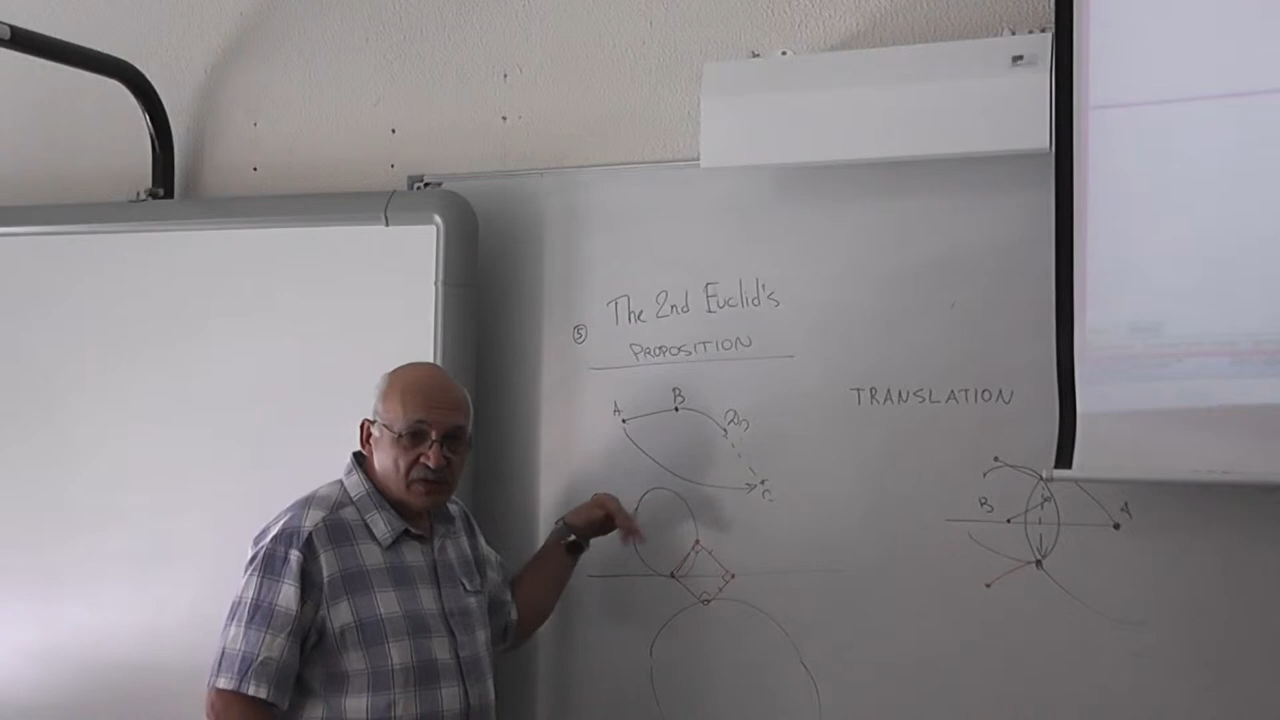 The 2nd Euclid's
⑤
PROPOSITION
A
B
TRANSLATION
B
A